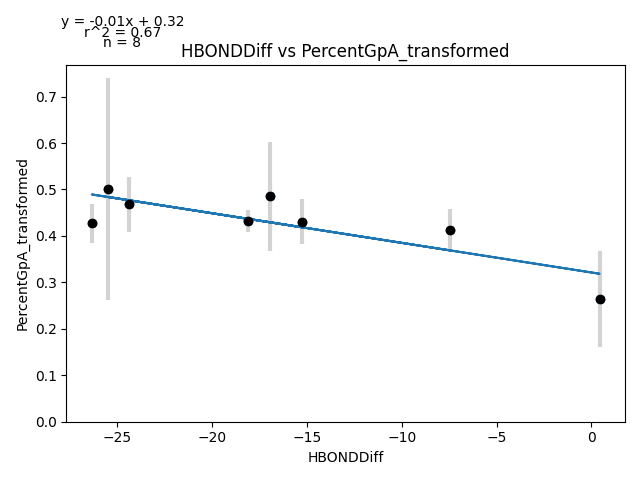 y = -0.01x + 0.32
r^2 = 0.67
n = 8
HBONDDiff vs PercentGpA_transformed
PercentGpA_transformed
0.7
0.6
0.5
0.4
0.3
0.2
0.1
0.0
−25
−20
−15
−10
−5
0
HBONDDiff